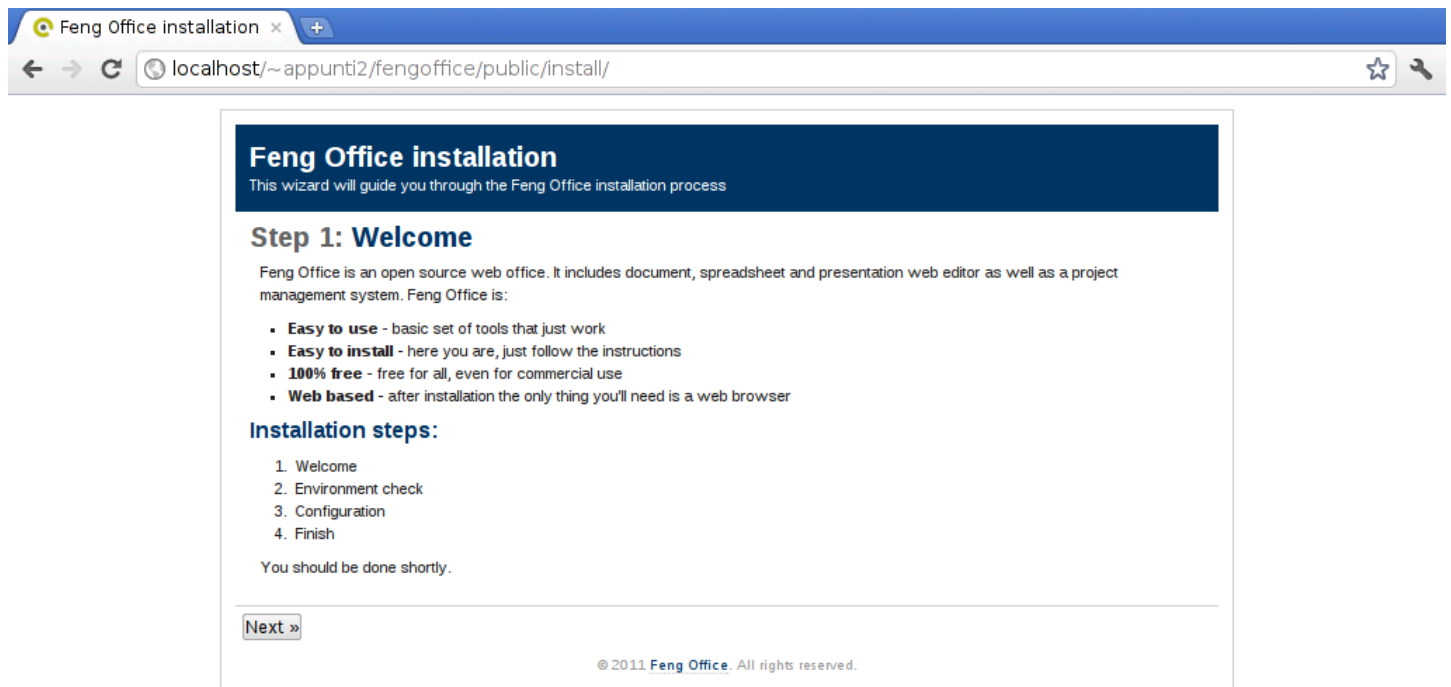 Feng Office installation
localhost/~appunti2/fengoffice/public/install/
Feng Office installation
This wizard will guide you through the Feng Office installation process
Step 1: Welcome
Feng Office is an open source web office. It includes document, spreadsheet and presentation web editor as well as a project
management system. Feng Office is:
▪ Easy to use - basic set of tools that just work
▪ Easy to install - here you are, just follow the instructions
▪ 100% free - free for all, even for commercial use
▪ Web based - after installation the only thing you'll need is a web browser
Installation steps:
1. Welcome
2. Environment check
3. Configuration
4. Finish
You should be done shortly.
Next »
© 2011 Feng Office. All rights reserved.